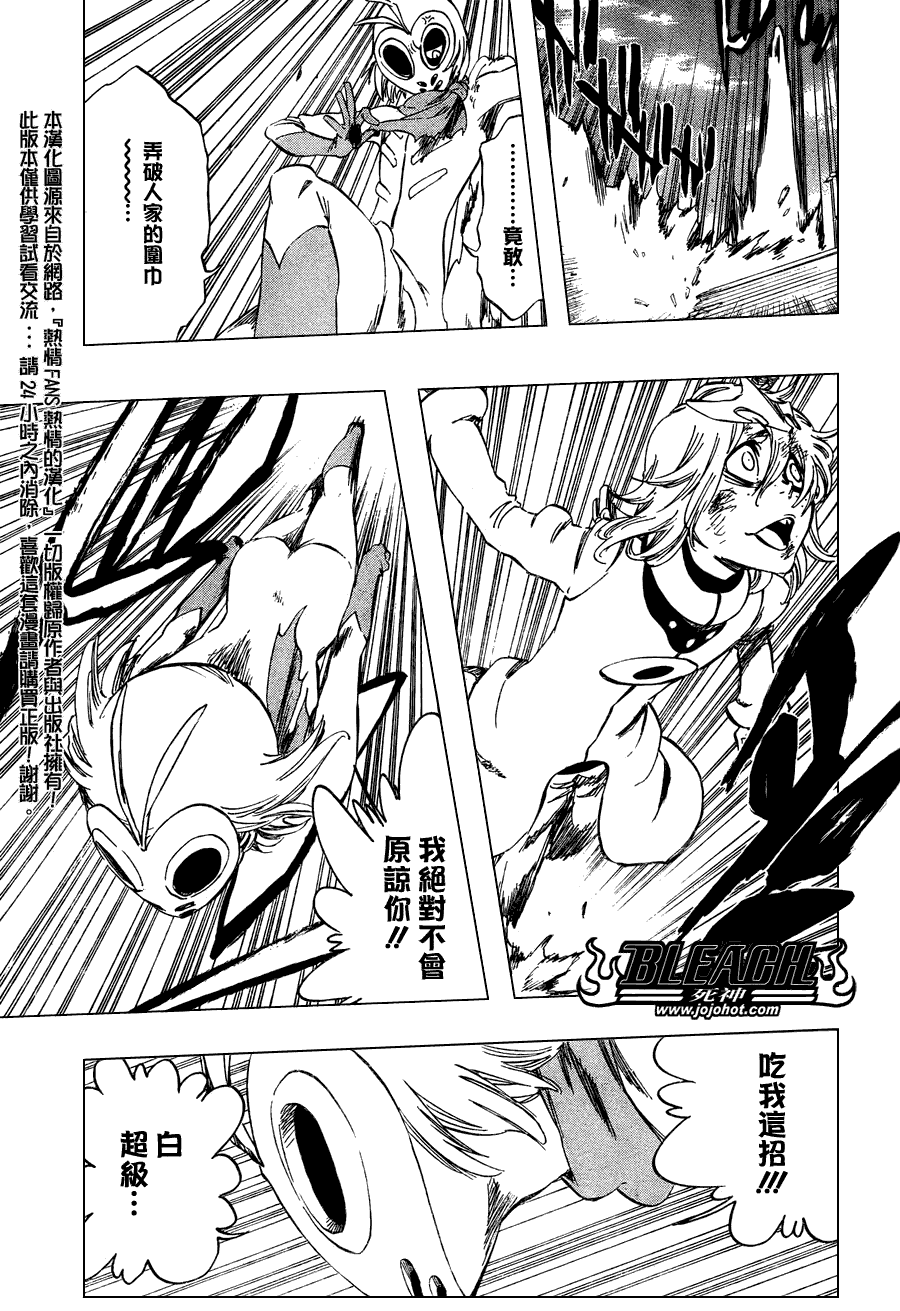 ………竟敢…
弄破人家的圍巾
~~~~~…
我絕對不會
原諒你!!
吃我這招!!!
白
超級…
BLEACH
死神
www.jojohot.com
本漢化圖源來自於網路，『熱情FANS熱情的漢化』一切版權歸原作者與出版社擁有！
此版本僅供學習試看交流…請24小時之內消除，喜歡這套漫畫請購買正版！謝謝。